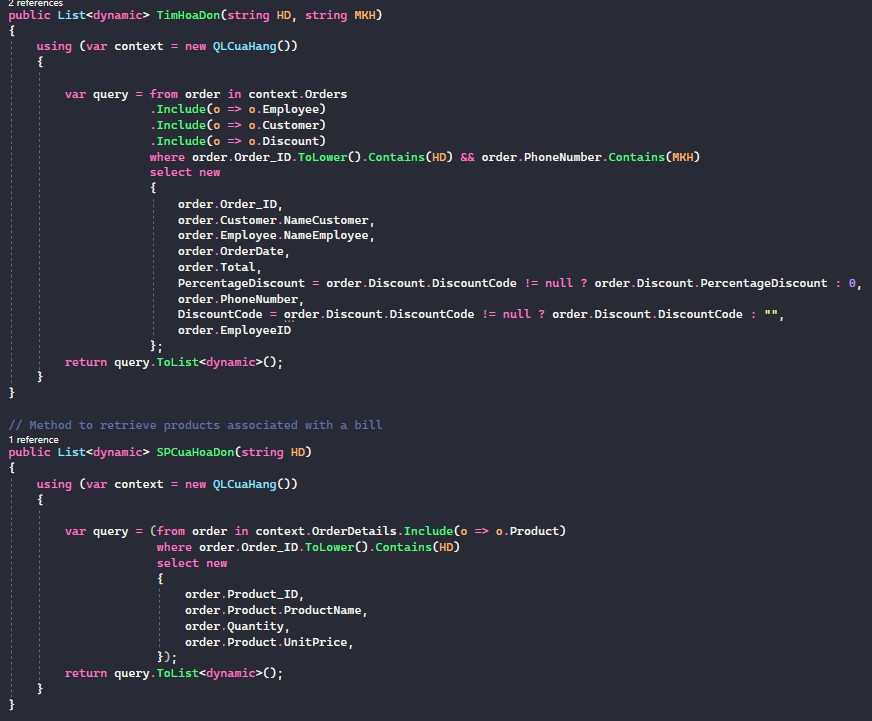 2 references
public List<dynamic> TimHoaDon(string HD, string MKH)
{
    using (var context = new QLCuaHang())
    {
        var query = from order in context.Orders
                    .Include(o => o.Employee)
                    .Include(o => o.Customer)
                    .Include(o => o.Discount)
                    where order.Order_ID.ToLower().Contains(HD) && order.PhoneNumber.Contains(MKH)
                    select new
                    {
                        order.Order_ID,
                        order.Customer.NameCustomer,
                        order.Employee.NameEmployee,
                        order.OrderDate,
                        order.Total,
                        PercentageDiscount = order.Discount.DiscountCode != null ? order.Discount.PercentageDiscount : 0,
                        order.PhoneNumber,
                        DiscountCode = order.Discount.DiscountCode != null ? order.Discount.DiscountCode : "",
                        order.EmployeeID
                    };
        return query.ToList<dynamic>();
    }
}
// Method to retrieve products associated with a bill
1 reference
public List<dynamic> SPCuaHoaDon(string HD)
{
    using (var context = new QLCuaHang())
    {
        var query = (from order in context.OrderDetails.Include(o => o.Product)
                     where order.Order_ID.ToLower().Contains(HD)
                     select new
                     {
                         order.Product_ID,
                         order.Product.ProductName,
                         order.Quantity,
                         order.Product.UnitPrice,
                     });
        return query.ToList<dynamic>();
    }
}